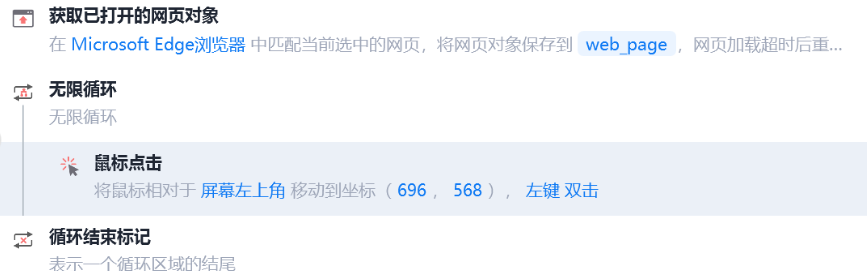 获取已打开的网页对象
在 Microsoft Edge浏览器 中匹配当前选中的网页，将网页对象保存到 web_page ，网页加载超时后重...
无限循环
无限循环
鼠标点击
将鼠标相对于 屏幕左上角 移动到坐标（ 696 ， 568 ）， 左键 双击
循环结束标记
表示一个循环区域的结尾